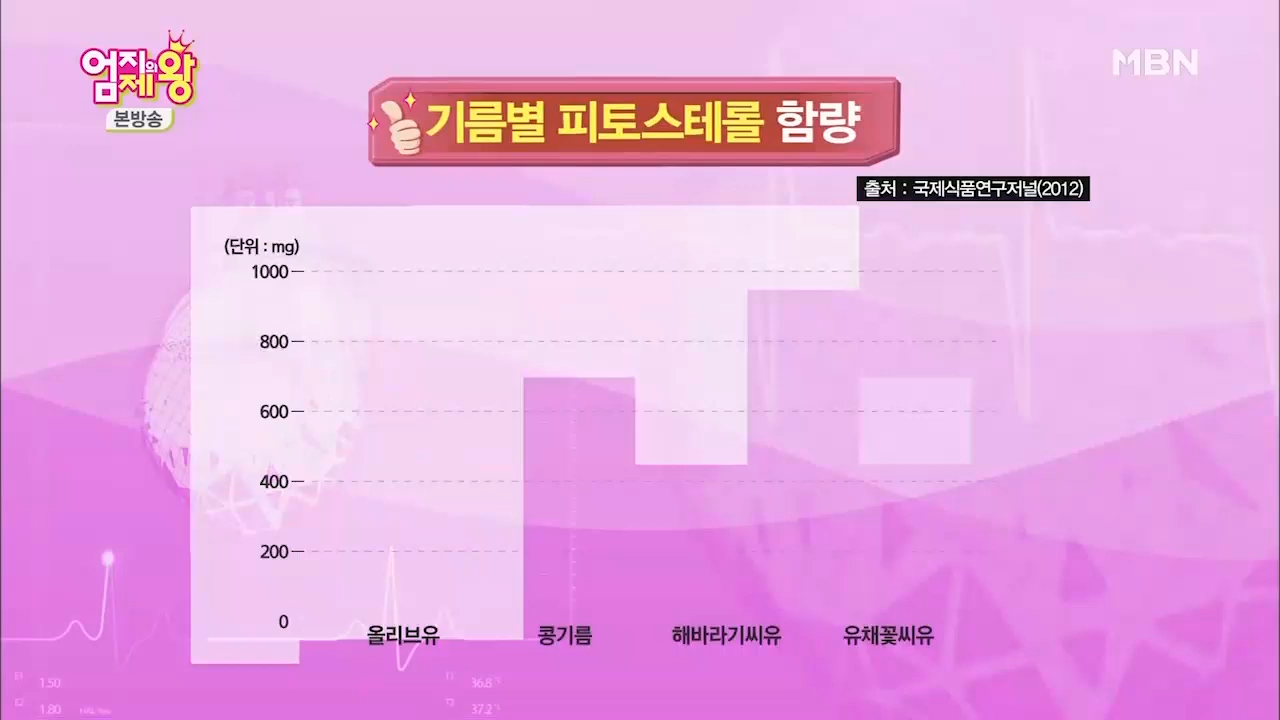 엄지의 제왕
본방송
MBN
기름별 피토스테롤 함량
출처 : 국제식품연구저널(2012)
(단위 : mg)
1000
800
600
400
200
0
올리브유
콩기름
해바라기씨유
유채꽃씨유
1.50
36.8
1.80
37.2